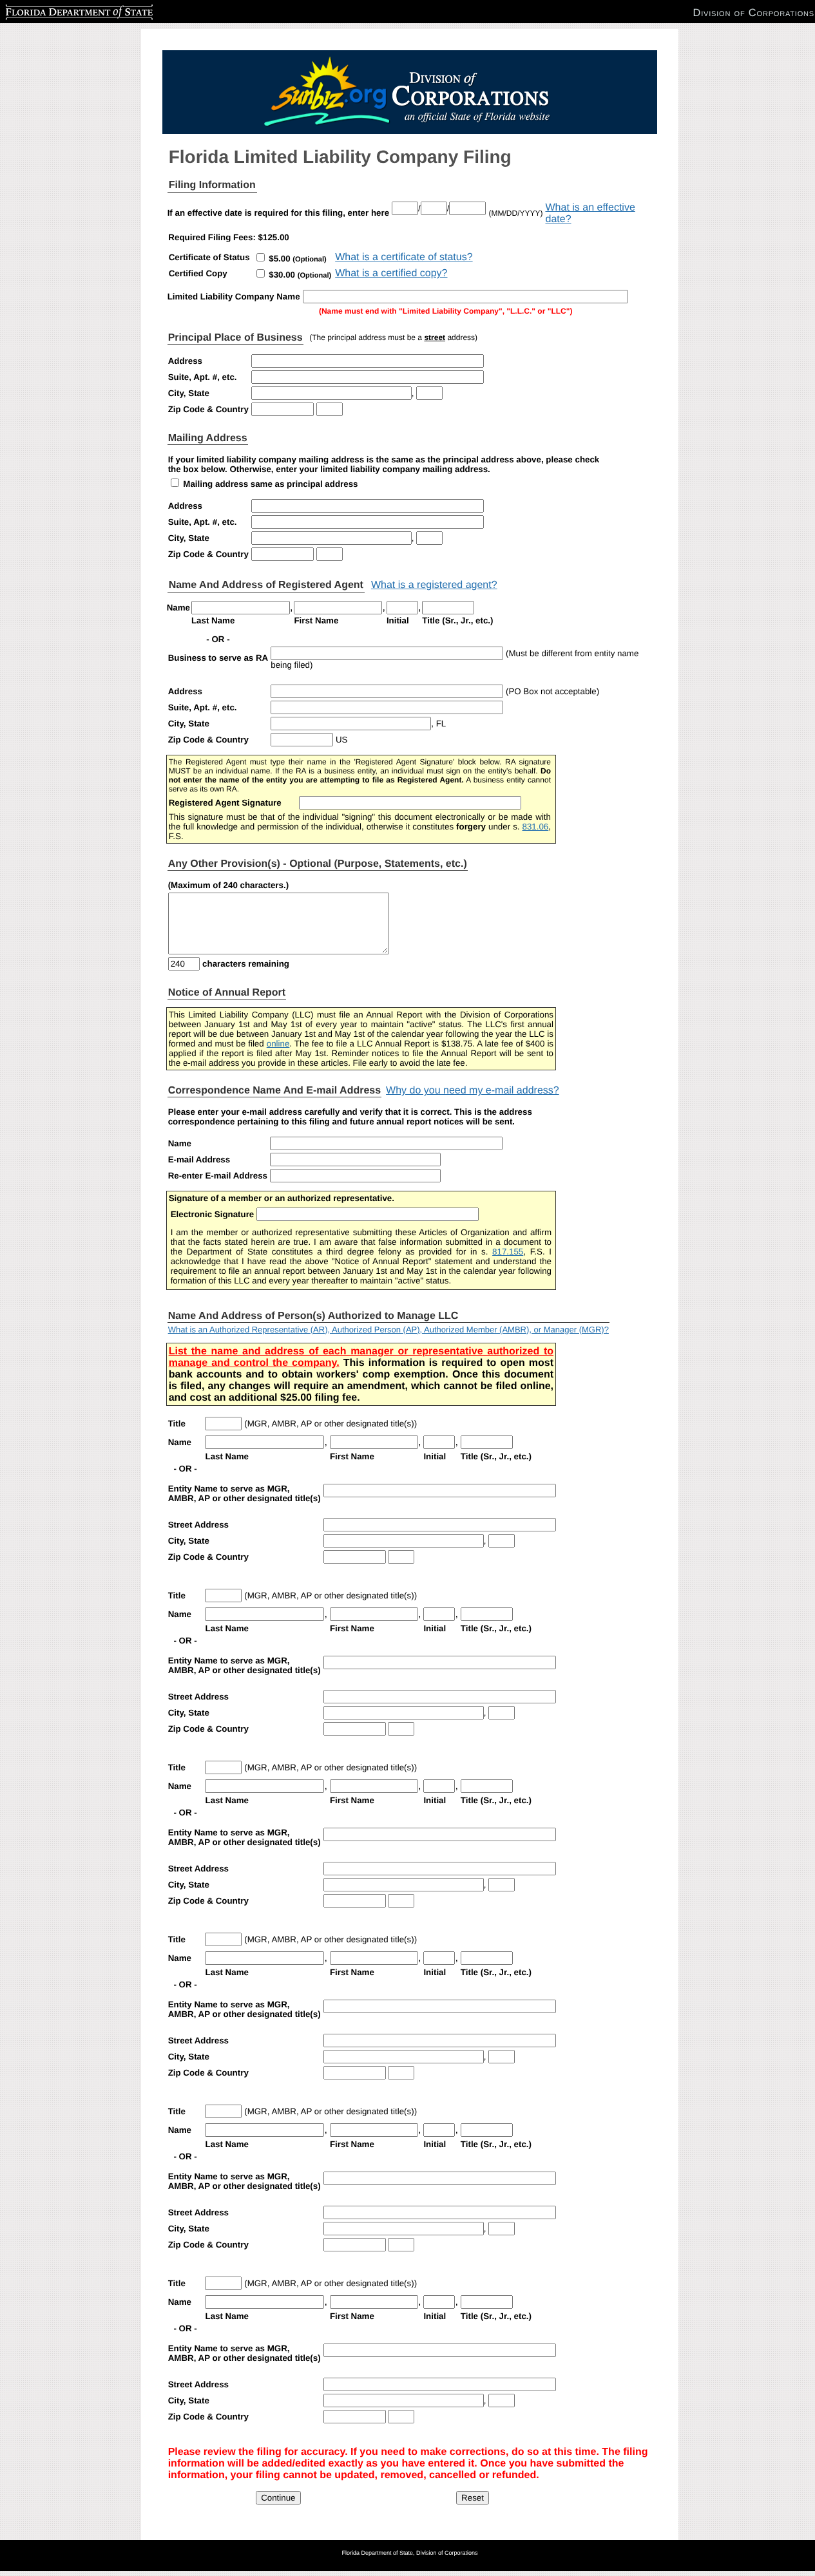 FLORIDA DEPARTMENT of STATE
DIVISION OF CORPORATIONS
Sunbiz.org
DIVISION of
CORPORATIONS
an official State of Florida website
Florida Limited Liability Company Filing
Filing Information
If an effective date is required for this filing, enter here / / (MM/DD/YYYY) What is an effective
date?
Required Filing Fees: $125.00
Certificate of Status $5.00 (Optional) What is a certificate of status?
Certified Copy $30.00 (Optional) What is a certified copy?
Limited Liability Company Name
(Name must end with "Limited Liability Company", "L.L.C." or "LLC")
Principal Place of Business (The principal address must be a street address)
Address
Suite, Apt. #, etc.
City, State ,
Zip Code & Country
Mailing Address
If your limited liability company mailing address is the same as the principal address above, please check
the box below. Otherwise, enter your limited liability company mailing address.
Mailing address same as principal address
Address
Suite, Apt. #, etc.
City, State ,
Zip Code & Country
Name And Address of Registered Agent What is a registered agent?
Name , , ,
Last Name First Name Initial Title (Sr., Jr., etc.)
- OR -
Business to serve as RA (Must be different from entity name
being filed)
Address (PO Box not acceptable)
Suite, Apt. #, etc.
City, State , FL
Zip Code & Country US
The Registered Agent must type their name in the 'Registered Agent Signature' block below. RA signature
MUST be an individual name. If the RA is a business entity, an individual must sign on the entity's behalf. Do
not enter the name of the entity you are attempting to file as Registered Agent. A business entity cannot
serve as its own RA.
Registered Agent Signature
This signature must be that of the individual "signing" this document electronically or be made with
the full knowledge and permission of the individual, otherwise it constitutes forgery under s. 831.06,
F.S.
Any Other Provision(s) - Optional (Purpose, Statements, etc.)
(Maximum of 240 characters.)
240 characters remaining
Notice of Annual Report
This Limited Liability Company (LLC) must file an Annual Report with the Division of Corporations
between January 1st and May 1st of every year to maintain "active" status. The LLC's first annual
report will be due between January 1st and May 1st of the calendar year following the year the LLC is
formed and must be filed online. The fee to file a LLC Annual Report is $138.75. A late fee of $400 is
applied if the report is filed after May 1st. Reminder notices to file the Annual Report will be sent to
the e-mail address you provide in these articles. File early to avoid the late fee.
Correspondence Name And E-mail Address Why do you need my e-mail address?
Please enter your e-mail address carefully and verify that it is correct. This is the address
correspondence pertaining to this filing and future annual report notices will be sent.
Name
E-mail Address
Re-enter E-mail Address
Signature of a member or an authorized representative.
Electronic Signature
I am the member or authorized representative submitting these Articles of Organization and affirm
that the facts stated herein are true. I am aware that false information submitted in a document to
the Department of State constitutes a third degree felony as provided for in s. 817.155, F.S. I
acknowledge that I have read the above "Notice of Annual Report" statement and understand the
requirement to file an annual report between January 1st and May 1st in the calendar year following
formation of this LLC and every year thereafter to maintain "active" status.
Name And Address of Person(s) Authorized to Manage LLC
What is an Authorized Representative (AR), Authorized Person (AP), Authorized Member (AMBR), or Manager (MGR)?
List the name and address of each manager or representative authorized to
manage and control the company. This information is required to open most
bank accounts and to obtain workers' comp exemption. Once this document
is filed, any changes will require an amendment, which cannot be filed online,
and cost an additional $25.00 filing fee.
Title (MGR, AMBR, AP or other designated title(s))
Name , , ,
Last Name First Name Initial Title (Sr., Jr., etc.)
- OR -
Entity Name to serve as MGR,
AMBR, AP or other designated title(s)
Street Address
City, State ,
Zip Code & Country
Title (MGR, AMBR, AP or other designated title(s))
Name , , ,
Last Name First Name Initial Title (Sr., Jr., etc.)
- OR -
Entity Name to serve as MGR,
AMBR, AP or other designated title(s)
Street Address
City, State ,
Zip Code & Country
Title (MGR, AMBR, AP or other designated title(s))
Name , , ,
Last Name First Name Initial Title (Sr., Jr., etc.)
- OR -
Entity Name to serve as MGR,
AMBR, AP or other designated title(s)
Street Address
City, State ,
Zip Code & Country
Title (MGR, AMBR, AP or other designated title(s))
Name , , ,
Last Name First Name Initial Title (Sr., Jr., etc.)
- OR -
Entity Name to serve as MGR,
AMBR, AP or other designated title(s)
Street Address
City, State ,
Zip Code & Country
Title (MGR, AMBR, AP or other designated title(s))
Name , , ,
Last Name First Name Initial Title (Sr., Jr., etc.)
- OR -
Entity Name to serve as MGR,
AMBR, AP or other designated title(s)
Street Address
City, State ,
Zip Code & Country
Title (MGR, AMBR, AP or other designated title(s))
Name , , ,
Last Name First Name Initial Title (Sr., Jr., etc.)
- OR -
Entity Name to serve as MGR,
AMBR, AP or other designated title(s)
Street Address
City, State ,
Zip Code & Country
Please review the filing for accuracy. If you need to make corrections, do so at this time. The filing
information will be added/edited exactly as you have entered it. Once you have submitted the
information, your filing cannot be updated, removed, cancelled or refunded.
Continue Reset
Florida Department of State, Division of Corporations